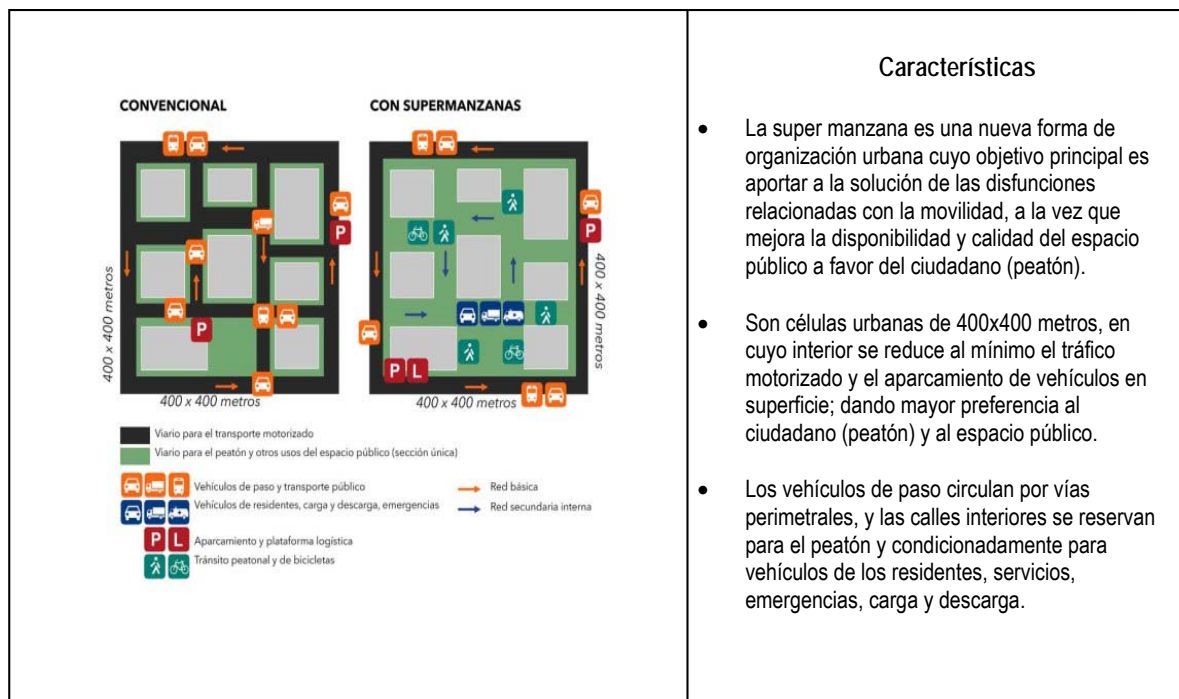 CONVENCIONAL
CON SUPERMANZANAS
P
P
P
P L
400 x 400 metros
400 x 400 metros
400 x 400 metros
400 x 400 metros
Viario para el transporte motorizado
Viario para el peatón y otros usos del espacio público (sección única)
Vehículos de paso y transporte público
Red básica
Vehículos de residentes, carga y descarga, emergencias
Red secundaria interna
P L
Aparcamiento y plataforma logística
Tránsito peatonal y de bicicletas
Características
• La super manzana es una nueva forma de
organización urbana cuyo objetivo principal es
aportar a la solución de las disfunciones
relacionadas con la movilidad, a la vez que
mejora la disponibilidad y calidad del espacio
público a favor del ciudadano (peatón).
• Son células urbanas de 400x400 metros, en
cuyo interior se reduce al mínimo el tráfico
motorizado y el aparcamiento de vehículos en
superficie; dando mayor preferencia al
ciudadano (peatón) y al espacio público.
• Los vehículos de paso circulan por vías
perimetrales, y las calles interiores se reservan
para el peatón y condicionadamente para
vehículos de los residentes, servicios,
emergencias, carga y descarga.